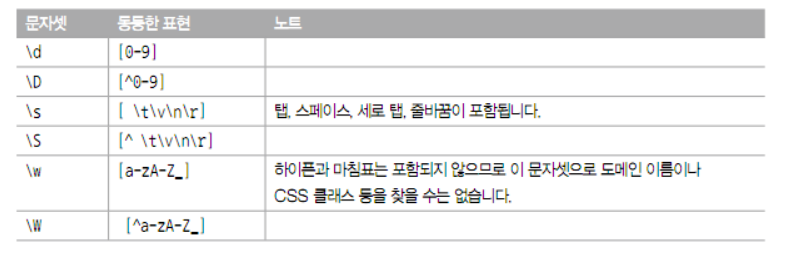 문자셋 동등한 표현 노트
\d [0-9]
\D [^0-9]
\s [ \t\v\n\r] 탭, 스페이스, 세로 탭, 줄바꿈이 포함됩니다.
\S [^ \t\v\n\r]
\w [a-zA-Z_] 하이픈과 마침표는 포함되지 않으므로 이 문자셋으로 도메인 이름이나
CSS 클래스 등을 찾을 수는 없습니다.
\W [^a-zA-Z_]